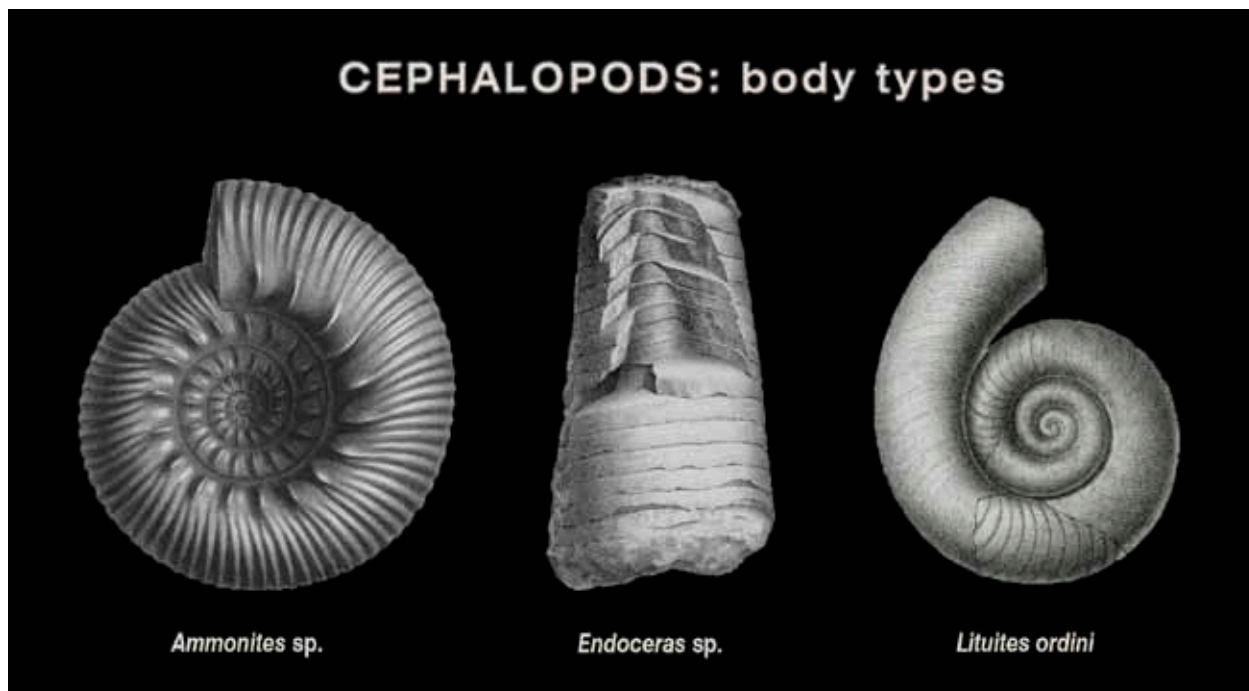 CEPHALOPODS: body types
Ammonites sp.
Endoceras sp.
Lituites ordini